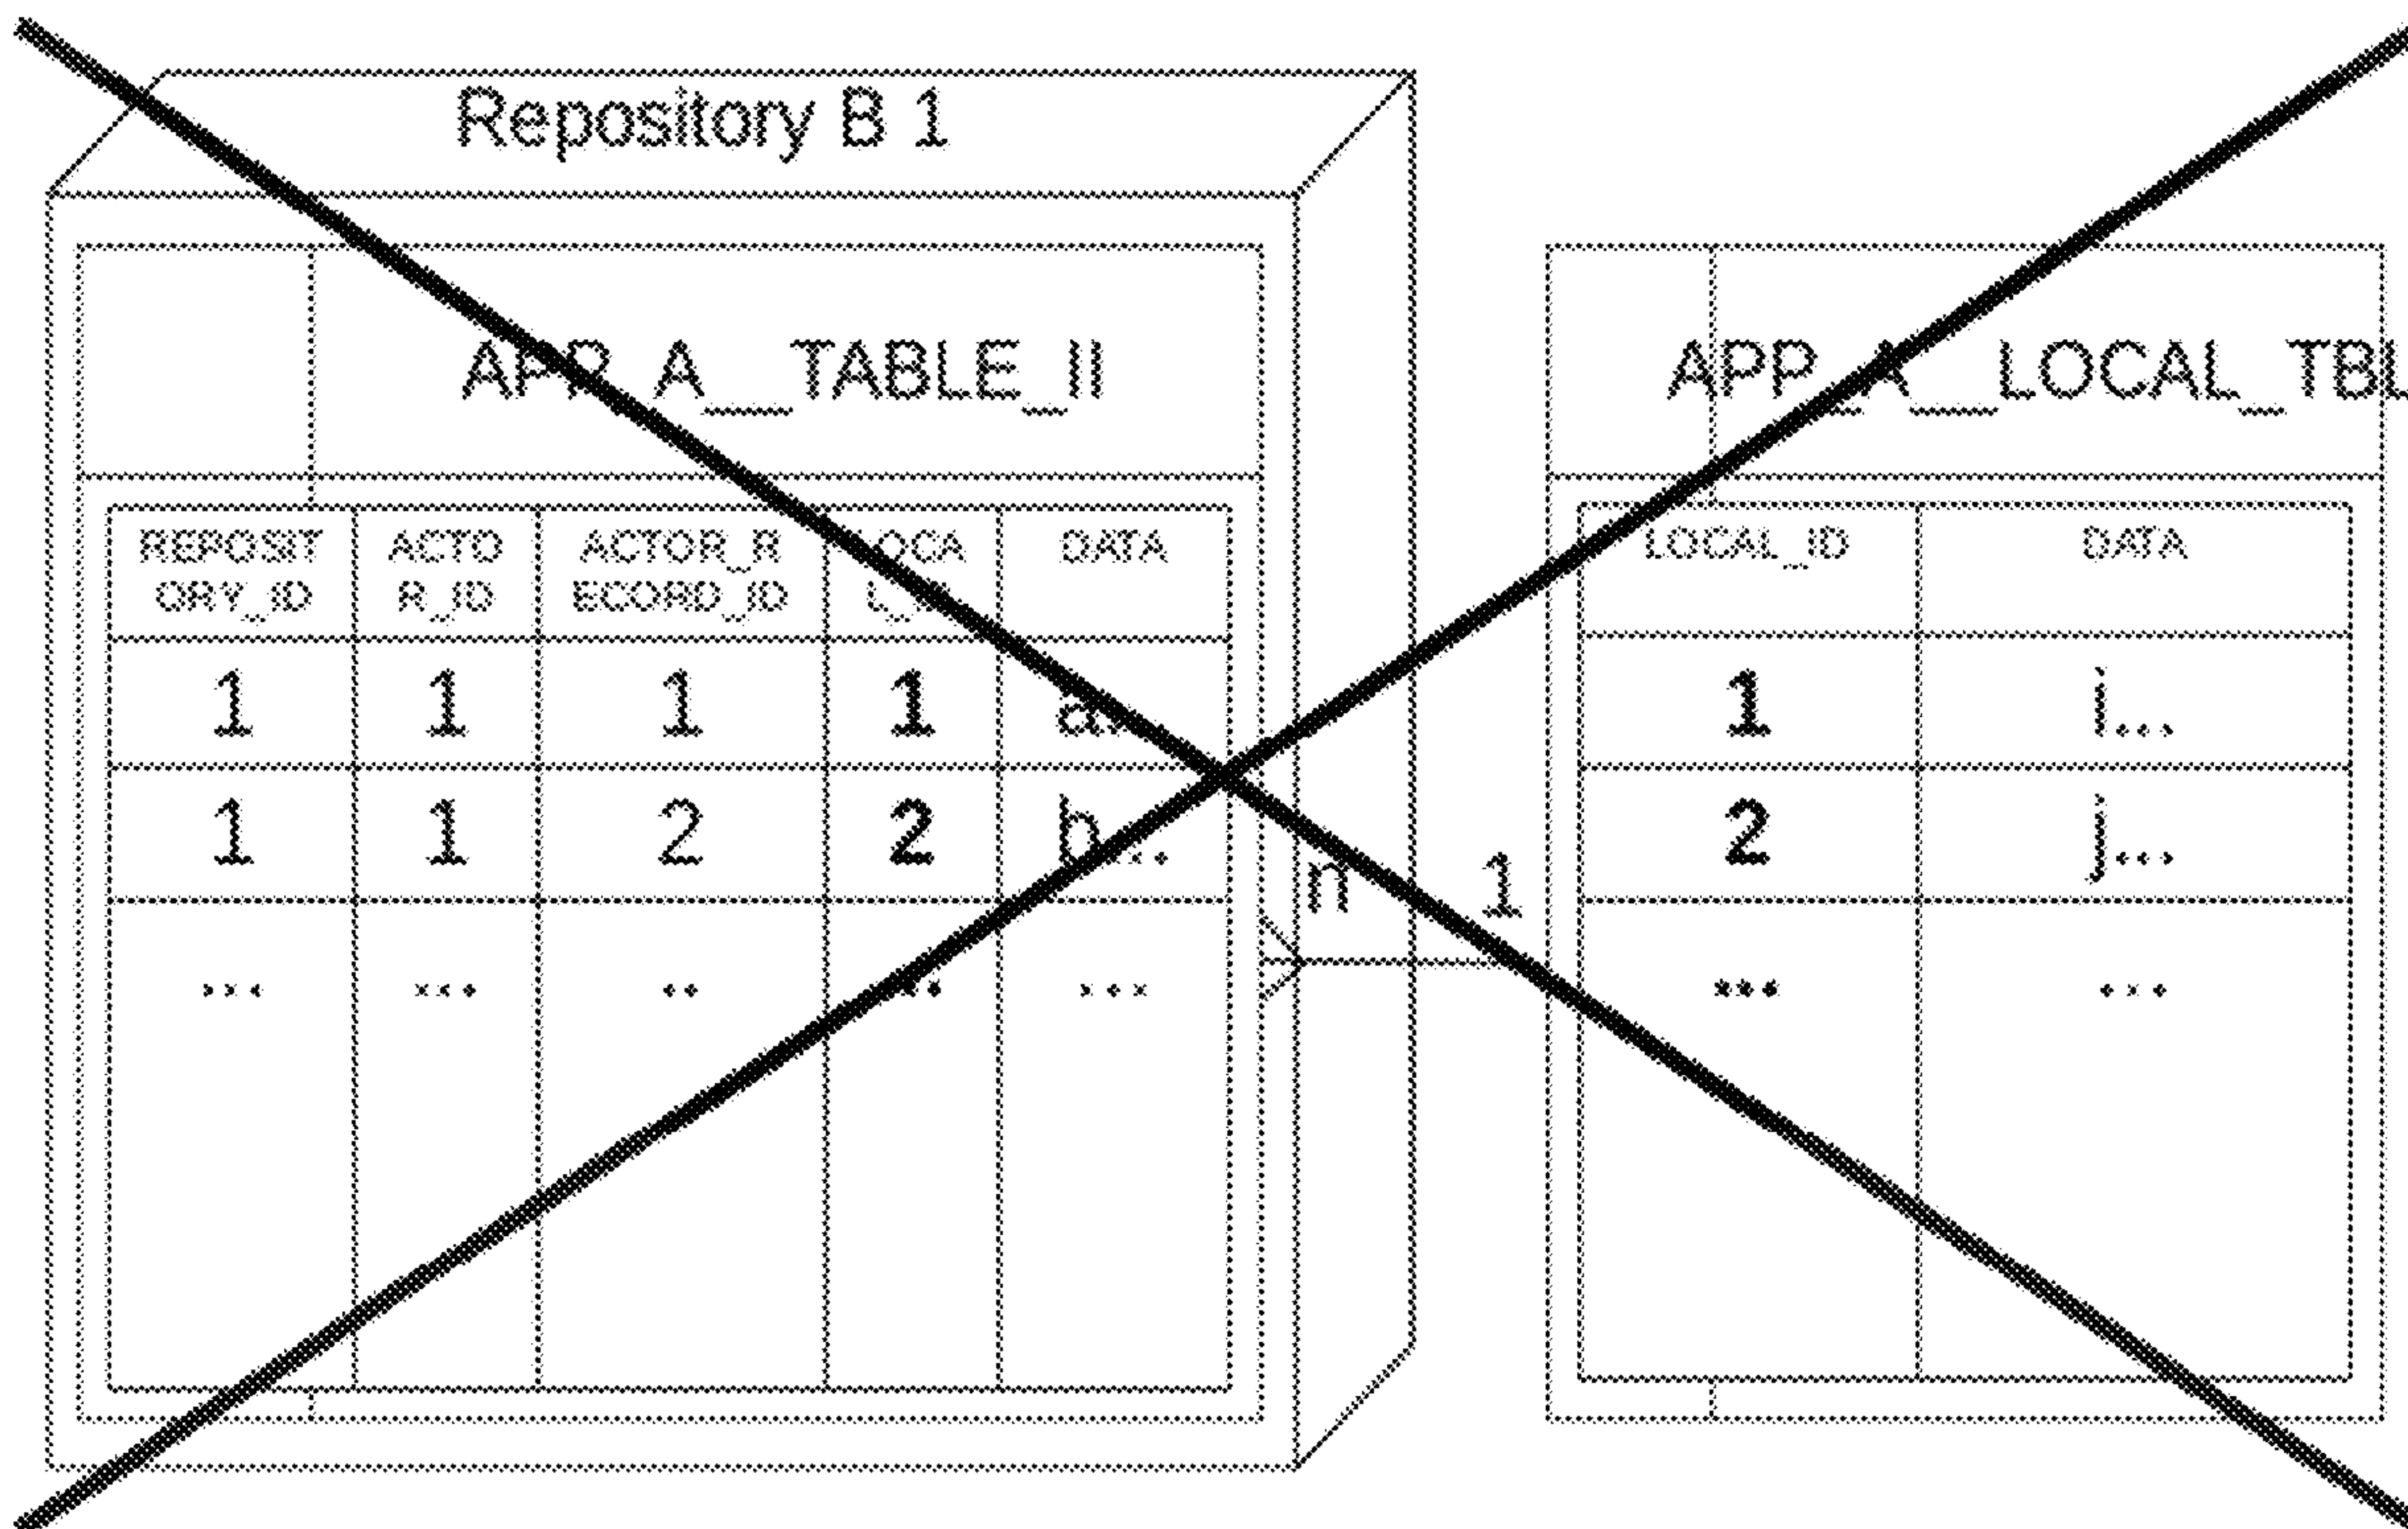 Repository B 1
APP_A__TABLE_II
APP_A__LOCAL_TBL
REPOSIT ACTO ACTOR_R LOCA DATA
ORY_ID R_ID ECORD_ID
LOCAL_ID DATA
1 1 1 1 a
1 1 2 2 b...
... ... .. ...
n 1
1 i...
2 j...
... ...